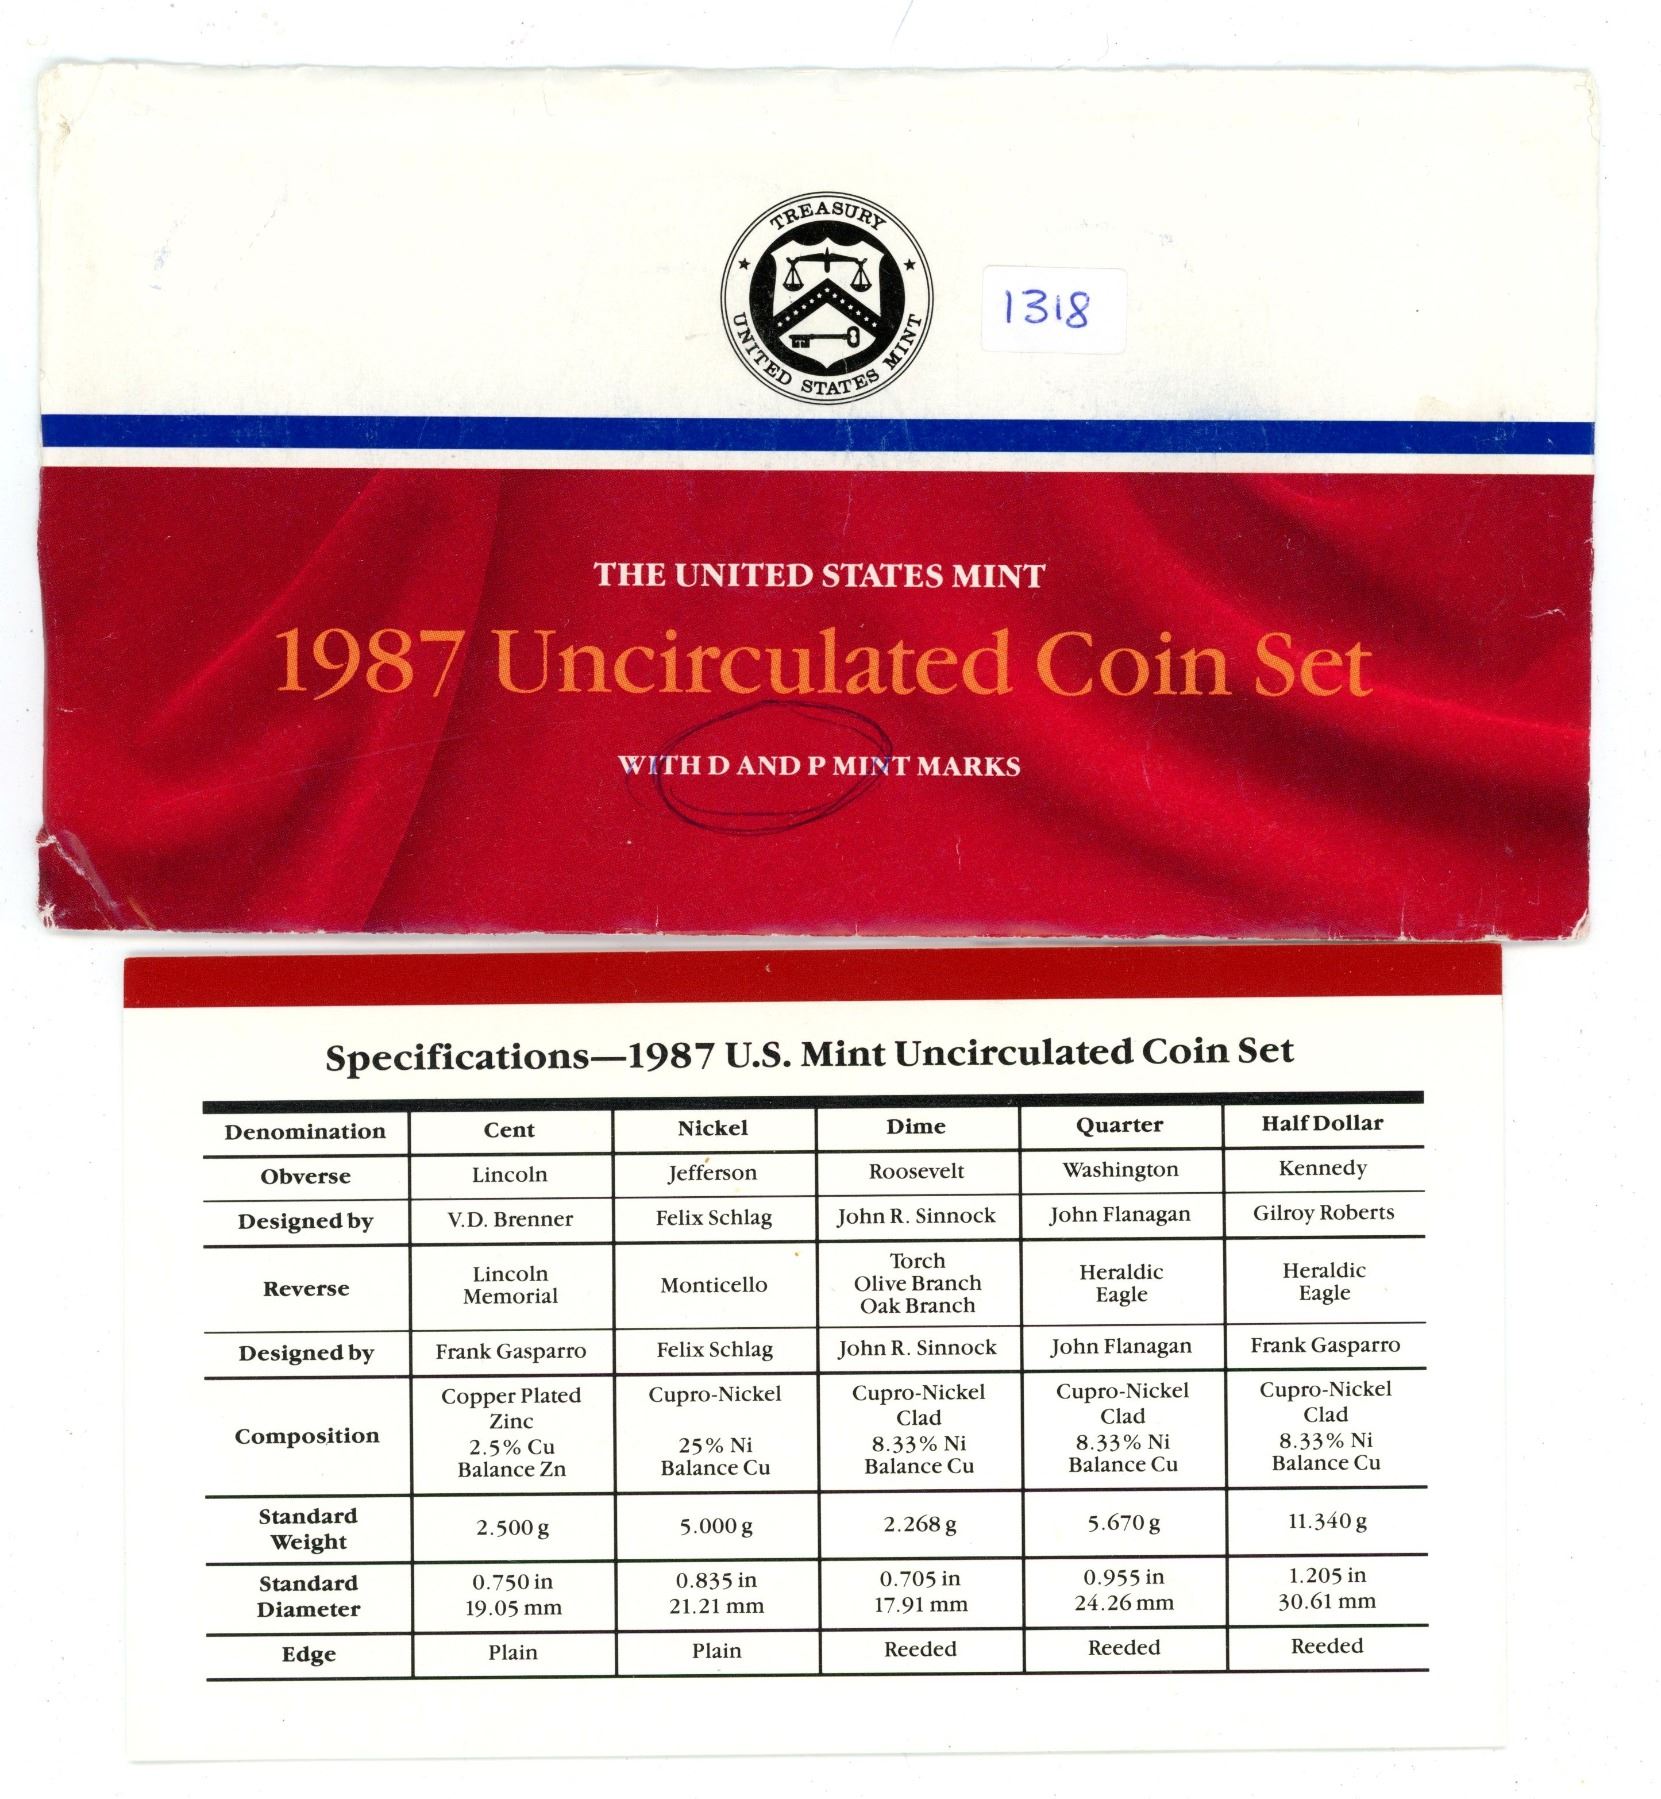 TREASURY
UNITED STATES MINT
1318
THE UNITED STATES MINT
1987 Uncirculated Coin Set
WITH D AND P MINT MARKS
Specifications—1987 U.S. Mint Uncirculated Coin Set
Denomination Cent Nickel Dime Quarter Half Dollar
Obverse Lincoln Jefferson Roosevelt Washington Kennedy
Designed by V.D. Brenner Felix Schlag John R. Sinnock John Flanagan Gilroy Roberts
Reverse Lincoln Memorial Monticello Torch Olive Branch Oak Branch Heraldic Eagle Heraldic Eagle
Designed by Frank Gasparro Felix Schlag John R. Sinnock John Flanagan Frank Gasparro
Composition Copper Plated Zinc 2.5% Cu Balance Zn Cupro-Nickel 25% Ni Balance Cu Cupro-Nickel Clad 8.33% Ni Balance Cu Cupro-Nickel Clad 8.33% Ni Balance Cu Cupro-Nickel Clad 8.33% Ni Balance Cu
Standard Weight 2.500 g 5.000 g 2.268 g 5.670 g 11.340 g
Standard Diameter 0.750 in 19.05 mm 0.835 in 21.21 mm 0.705 in 17.91 mm 0.955 in 24.26 mm 1.205 in 30.61 mm
Edge Plain Plain Reeded Reeded Reeded